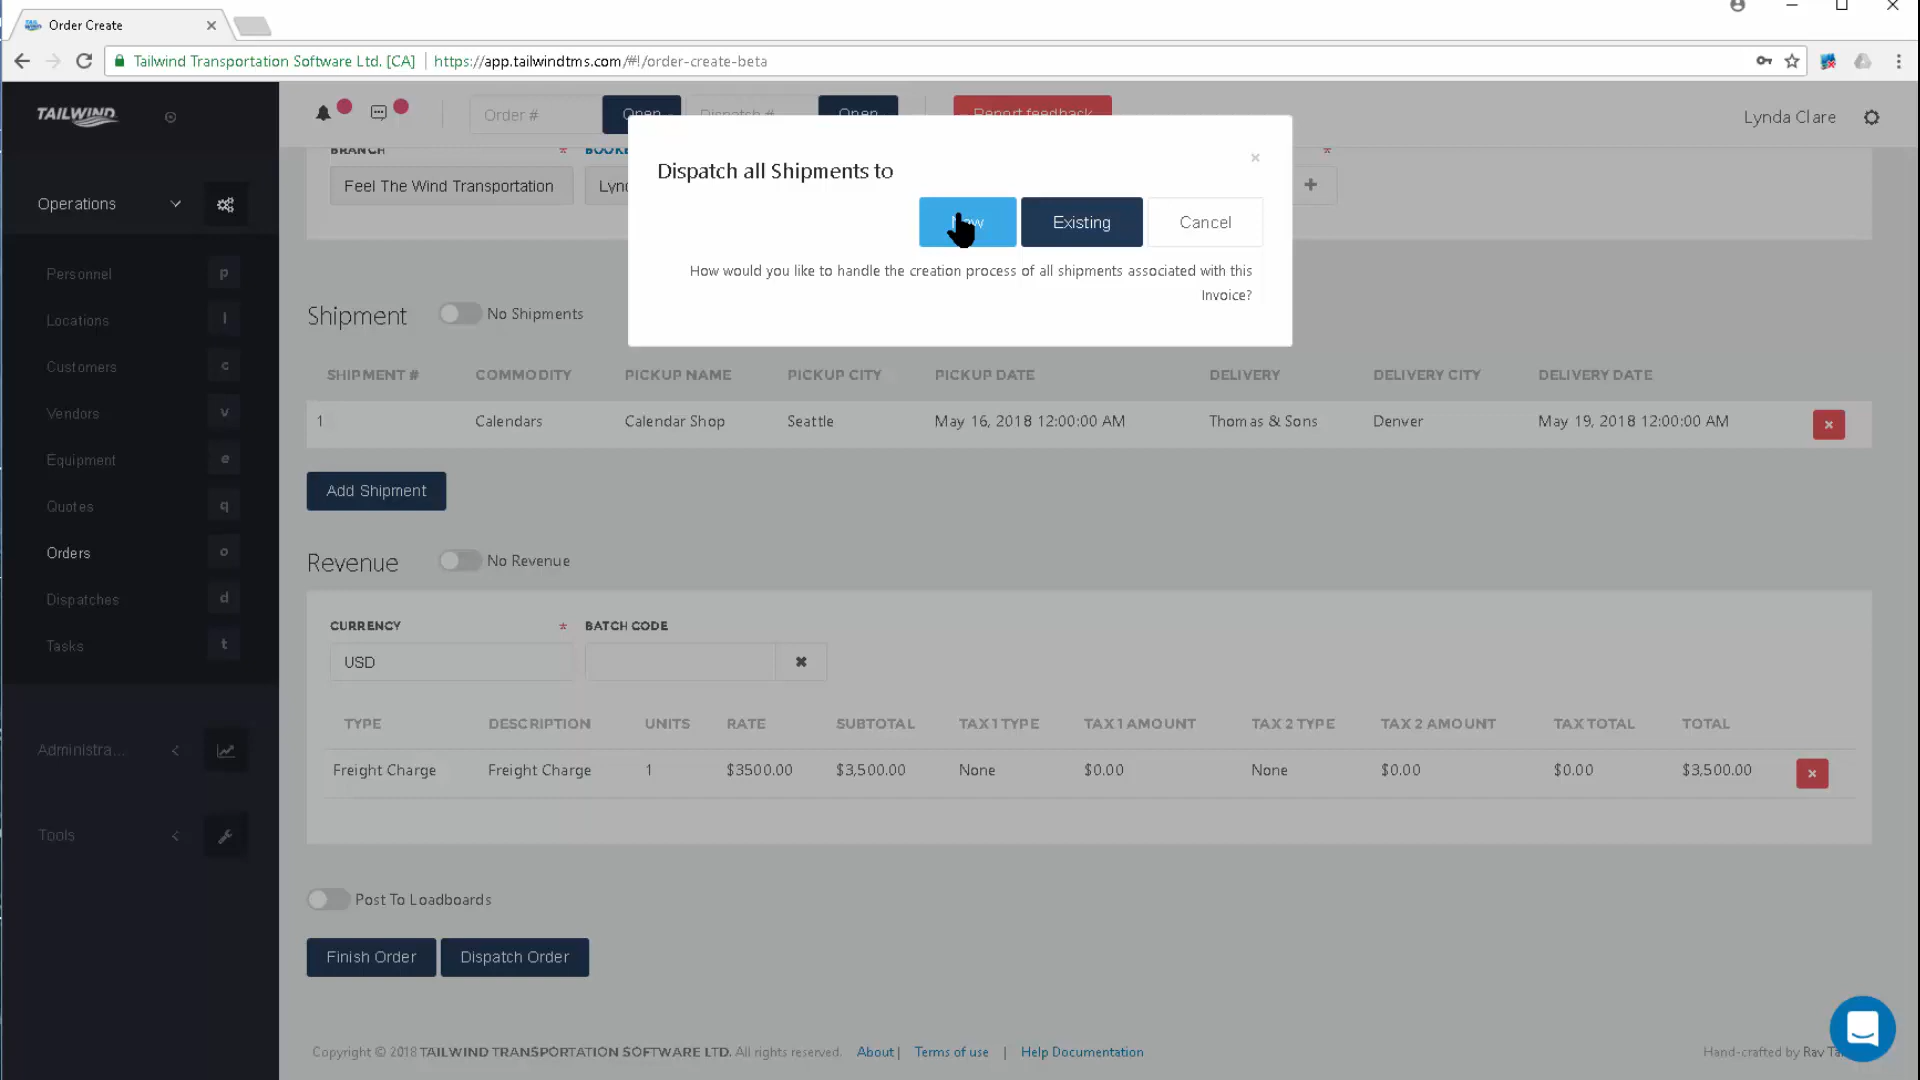 Order Create
Tailwind Transportation Software Ltd. [CA] https://app.tailwindtms.com/#!/order-create-beta
TAILWIND
Order # Open Dispatch # Open Report feedback Lynda Clare
Operations
Personnel p
Locations l
Customers c
Vendors v
Equipment e
Quotes q
Orders o
Dispatches d
Tasks t
Administra...
Tools
BRANCH *
Feel The Wind Transportation
*
Dispatch all Shipments to ×
Existing Cancel
How would you like to handle the creation process of all shipments associated with this
Invoice?
Shipment No Shipments
SHIPMENT # COMMODITY PICKUP NAME PICKUP CITY PICKUP DATE DELIVERY DELIVERY CITY DELIVERY DATE
1 Calendars Calendar Shop Seattle May 16, 2018 12:00:00 AM Thomas & Sons Denver May 19, 2018 12:00:00 AM
Add Shipment
Revenue No Revenue
CURRENCY * BATCH CODE
USD
TYPE DESCRIPTION UNITS RATE SUBTOTAL TAX 1 TYPE TAX 1 AMOUNT TAX 2 TYPE TAX 2 AMOUNT TAX TOTAL TOTAL
Freight Charge Freight Charge 1 $3500.00 $3,500.00 None $0.00 None $0.00 $0.00 $3,500.00
Post To Loadboards
Finish Order Dispatch Order
Copyright © 2018 TAILWIND TRANSPORTATION SOFTWARE LTD. All rights reserved. About | Terms of use | Help Documentation Hand-crafted by Rav